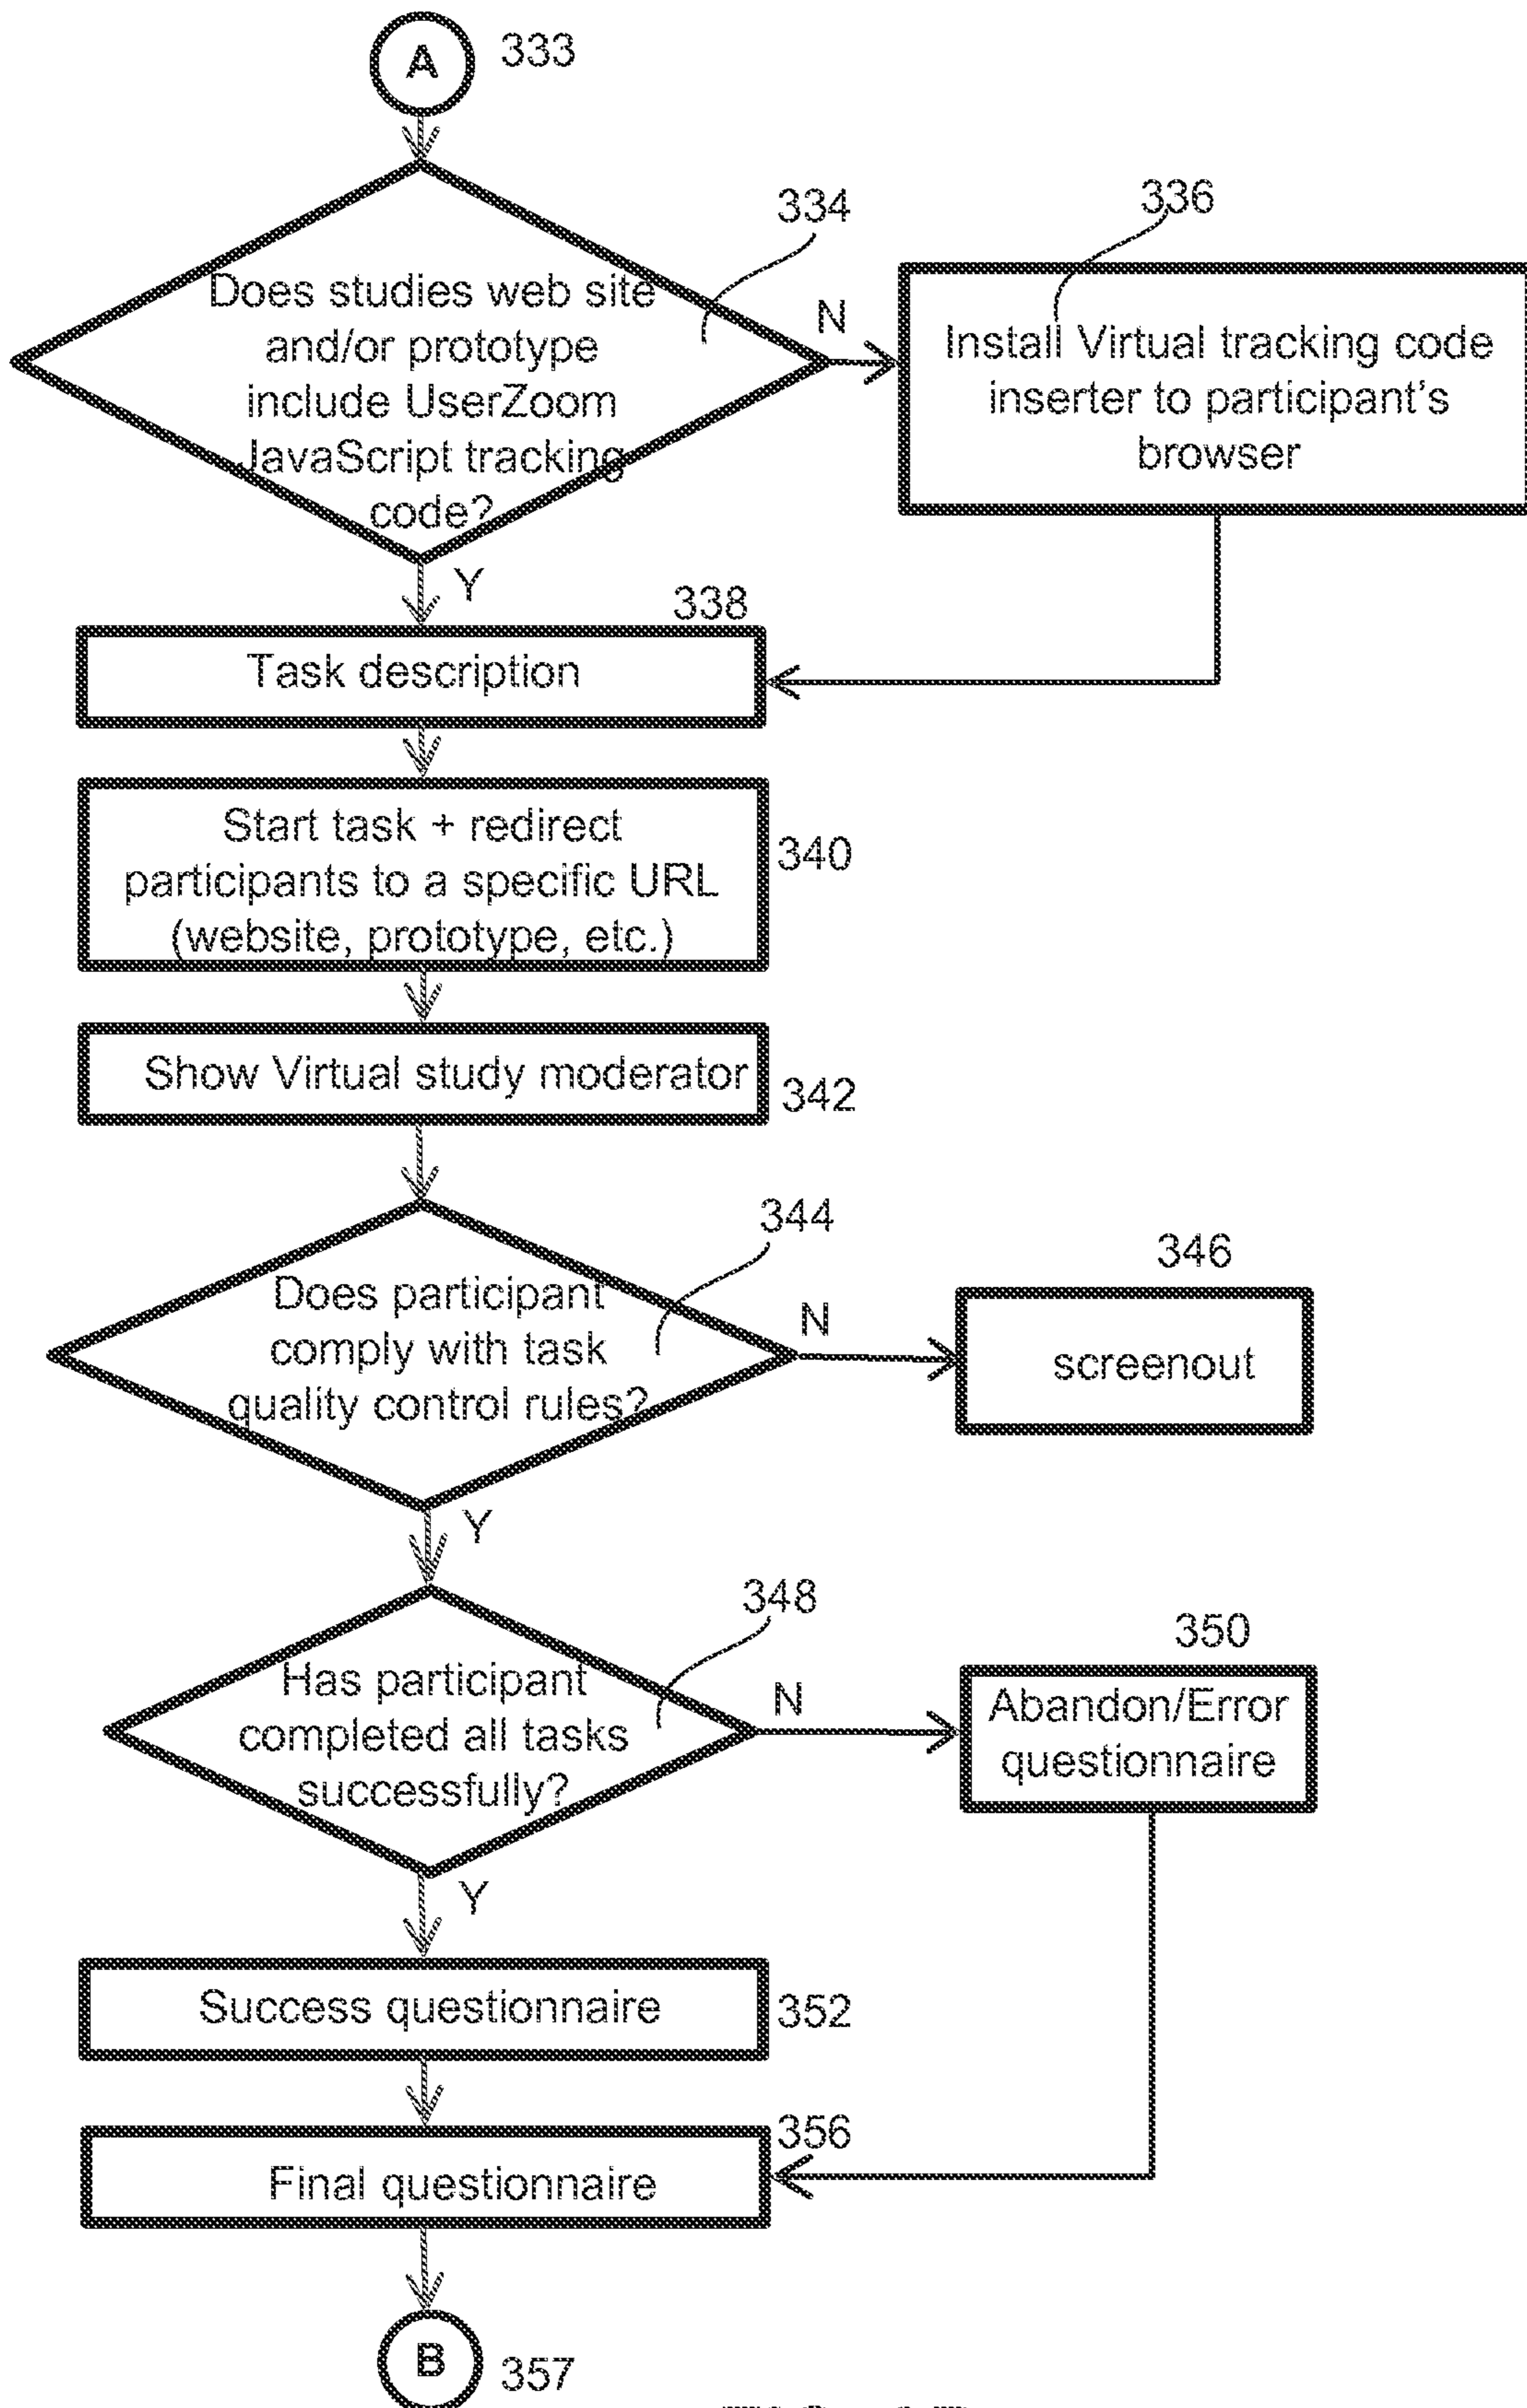 A
333
334
336
Does studies web site
and/or prototype
include UserZoom
JavaScript tracking
code?
N
Install Virtual tracking code
inserter to participant's
browser
Y
338
Task description
Start task + redirect
participants to a specific URL
(website, prototype, etc.)
340
Show Virtual study moderator
342
344
346
Does participant
comply with task
quality control rules?
N
screenout
Y
348
350
Has participant
completed all tasks
successfully?
N
Abandon/Error
questionnaire
Y
Success questionnaire
352
356
Final questionnaire
B
357